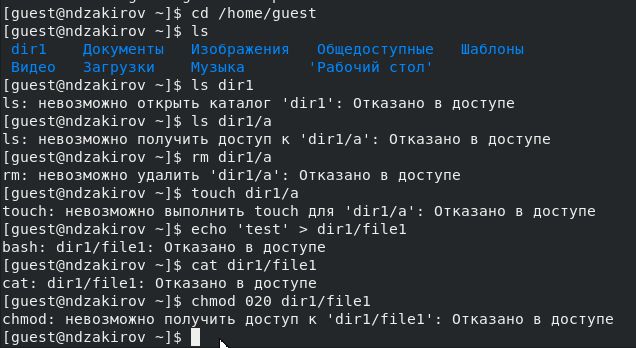 [guest@ndzakirov ~]$ cd /home/guest
[guest@ndzakirov ~]$ ls
dir1 Документы Изображения Общедоступные Шаблоны
Видео Загрузки Музыка 'Рабочий стол'
[guest@ndzakirov ~]$ ls dir1
ls: невозможно открыть каталог 'dir1': Отказано в доступе
[guest@ndzakirov ~]$ ls dir1/a
ls: невозможно получить доступ к 'dir1/a': Отказано в доступе
[guest@ndzakirov ~]$ rm dir1/a
rm: невозможно удалить 'dir1/a': Отказано в доступе
[guest@ndzakirov ~]$ touch dir1/a
touch: невозможно выполнить touch для 'dir1/a': Отказано в доступе
[guest@ndzakirov ~]$ echo 'test' > dir1/file1
bash: dir1/file1: Отказано в доступе
[guest@ndzakirov ~]$ cat dir1/file1
cat: dir1/file1: Отказано в доступе
[guest@ndzakirov ~]$ chmod 020 dir1/file1
chmod: невозможно получить доступ к 'dir1/file1': Отказано в доступе
[guest@ndzakirov ~]$